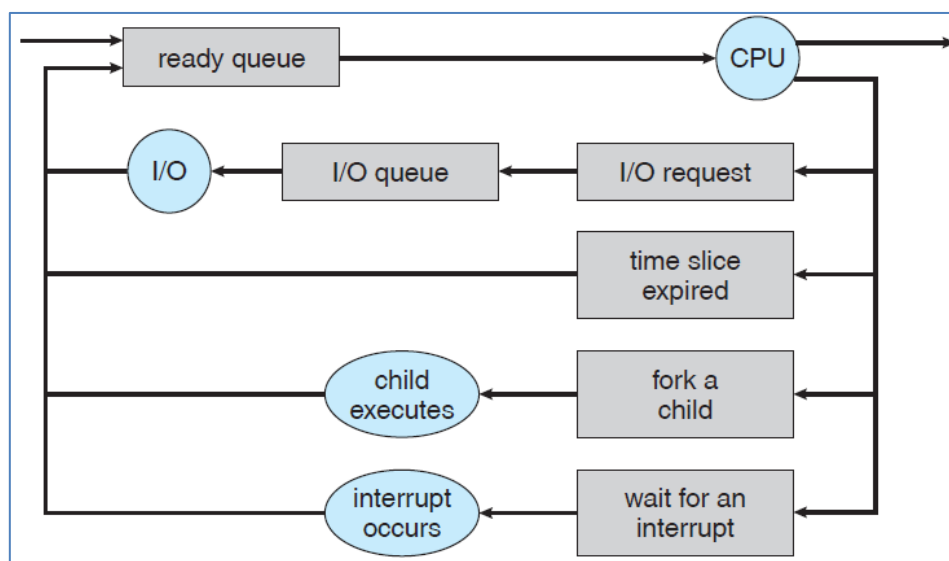 ready queue
CPU
I/O
I/O queue
I/O request
time slice
expired
child
executes
fork a
child
interrupt
occurs
wait for an
interrupt